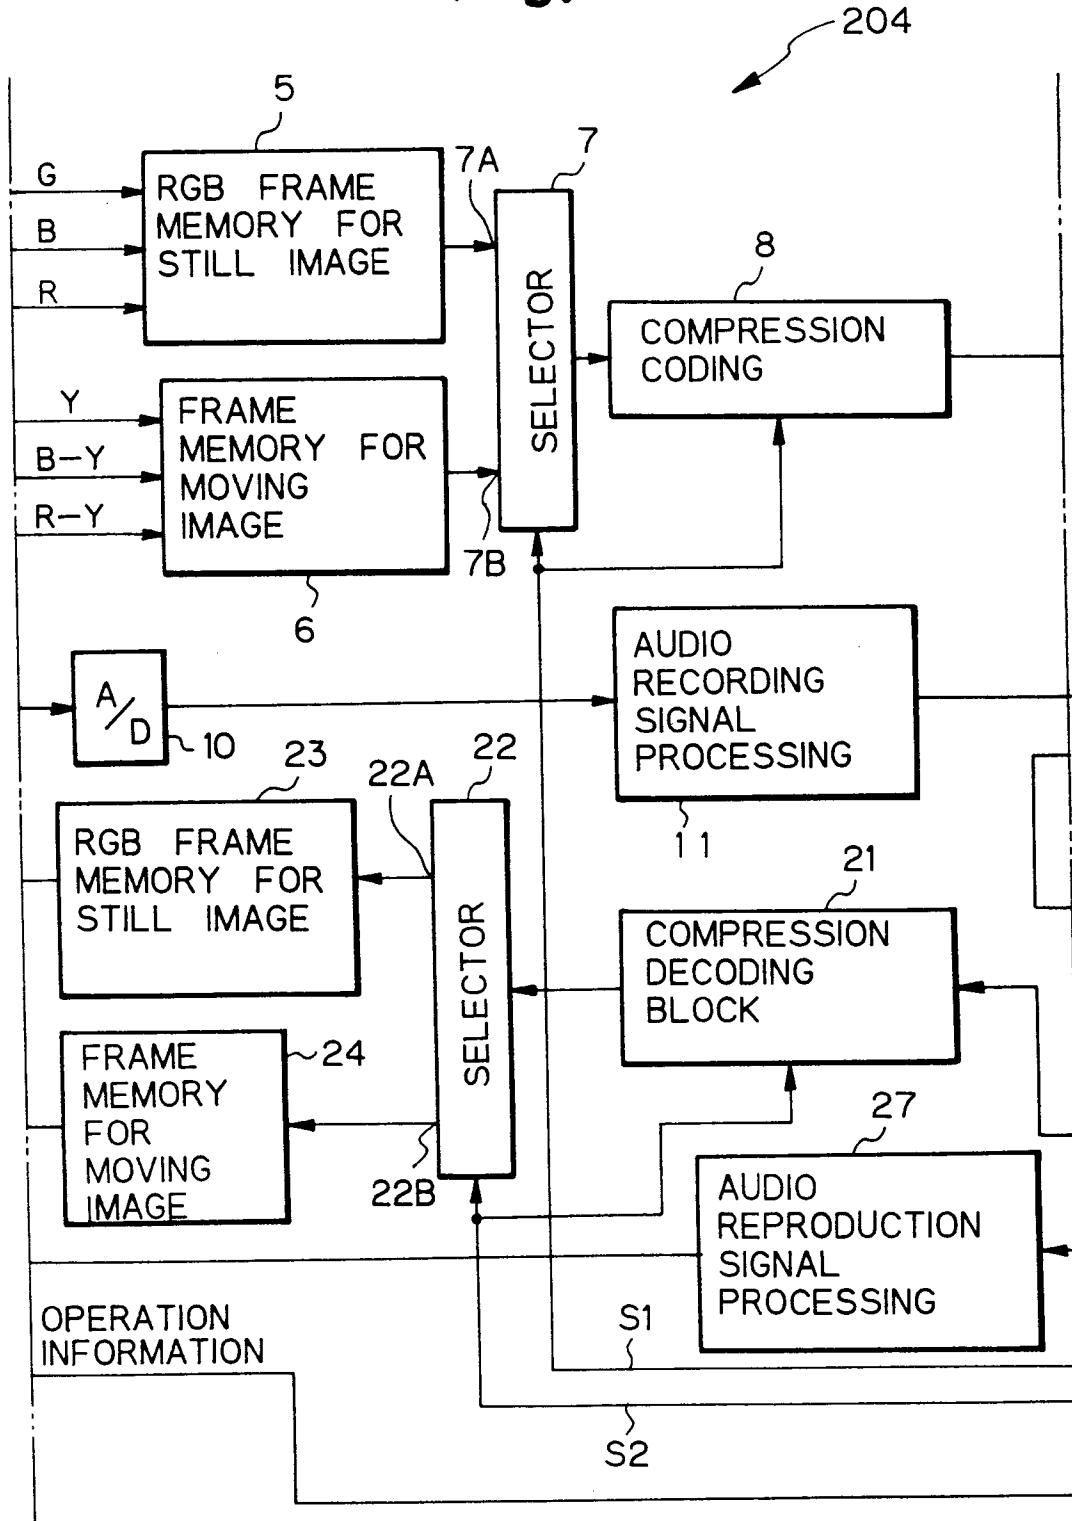 204
5
G
B
R
RGB FRAME
MEMORY FOR
STILL IMAGE
7A
7
SELECTOR
8
COMPRESSION
CODING
Y
B-Y
R-Y
FRAME
MEMORY FOR
MOVING
IMAGE
6
7B
A/D
10
AUDIO
RECORDING
SIGNAL
PROCESSING
11
23
RGB FRAME
MEMORY FOR
STILL IMAGE
22A
22
SELECTOR
21
COMPRESSION
DECODING
BLOCK
24
FRAME
MEMORY
FOR
MOVING
IMAGE
22B
27
AUDIO
REPRODUCTION
SIGNAL
PROCESSING
OPERATION
INFORMATION
S1
S2